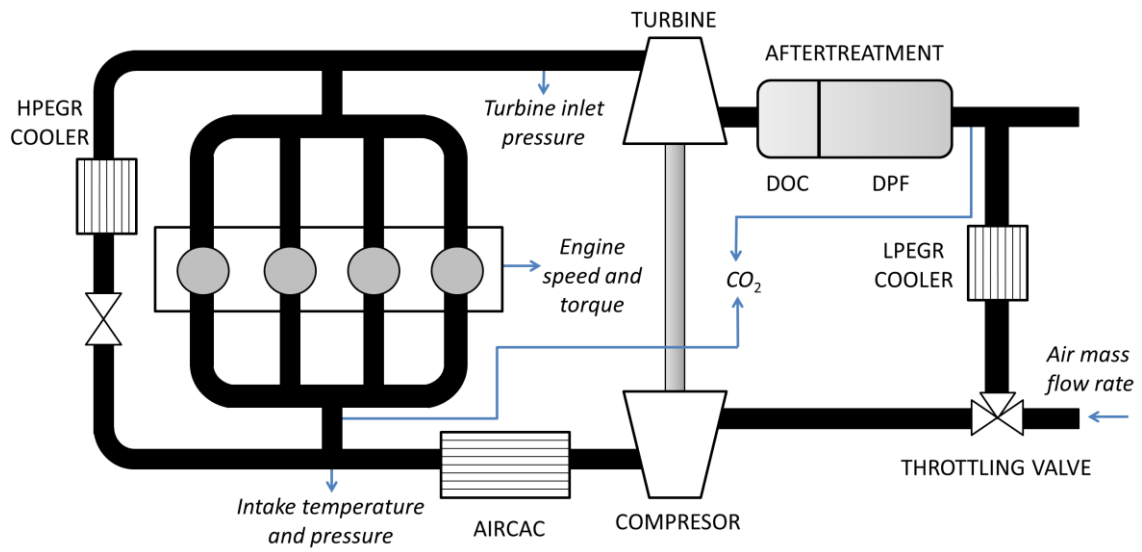 TURBINE
AFTERTREATMENT
HPEGR
COOLER
Turbine inlet
pressure
DOC
DPF
Engine
speed and
torque
CO2
LPEGR
COOLER
Air mass
flow rate
THROTTLING VALVE
Intake temperature
and pressure
AIRCAC
COMPRESOR